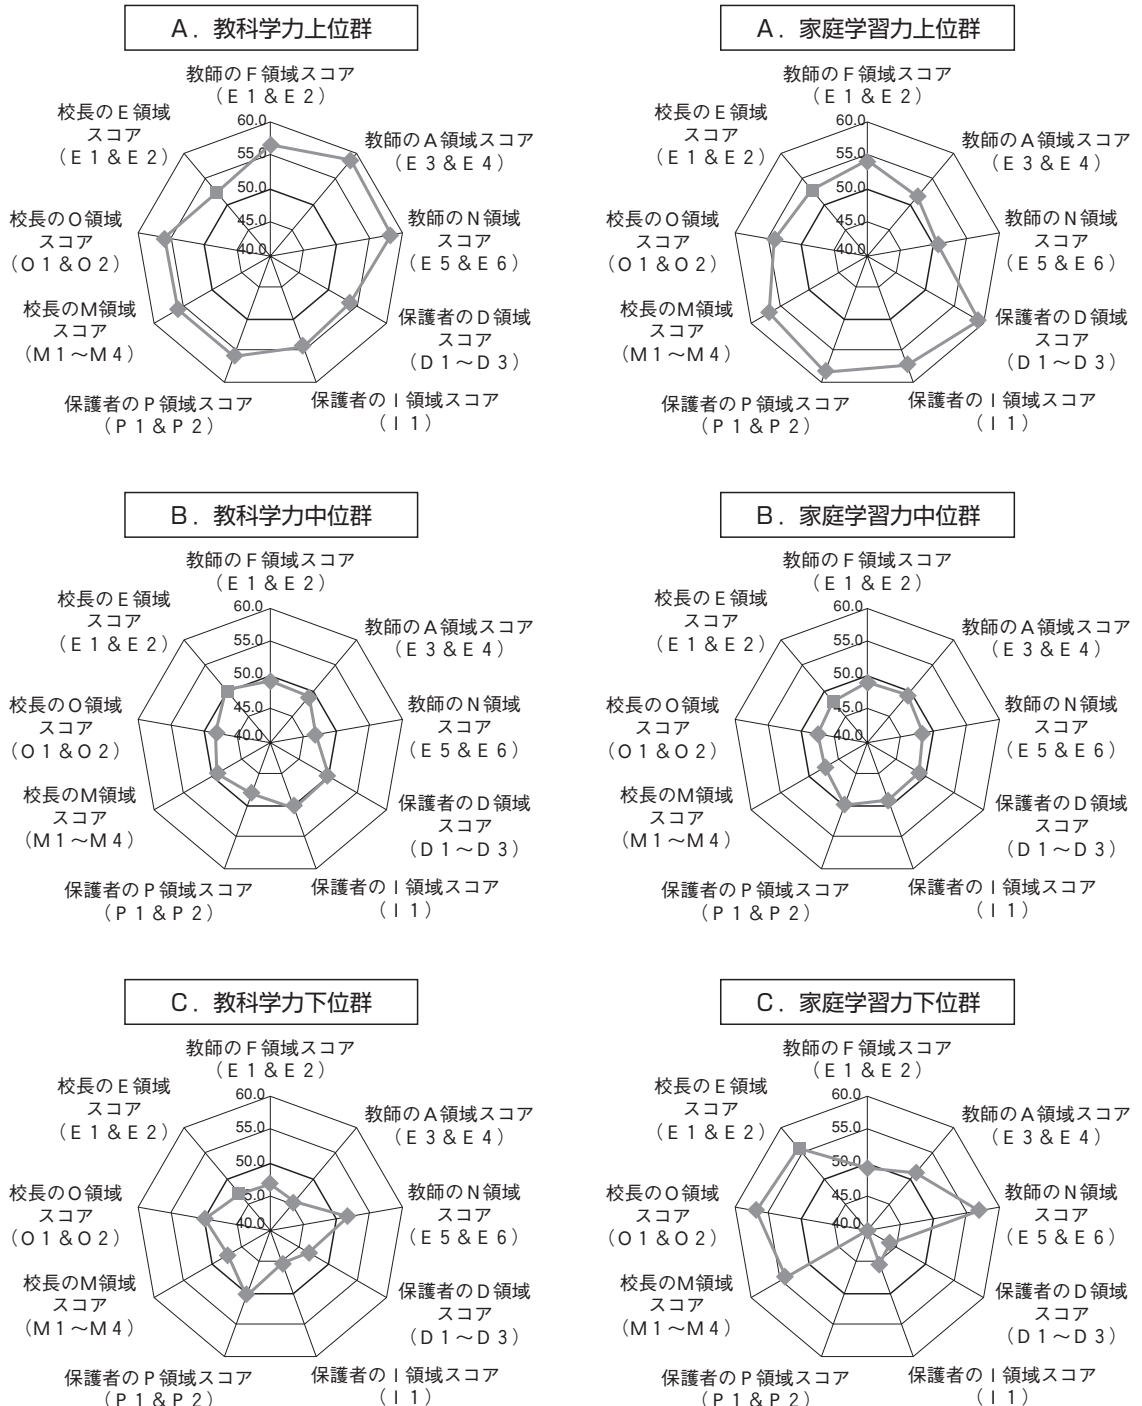 A．教科学力上位群
教師のF領域スコア
（E1＆E2）
教師のA領域スコア
（E3＆E4）
教師のN領域
スコア
（E5＆E6）
保護者のD領域
スコア
（D1～D3）
保護者のI領域スコア
（I1）
保護者のP領域スコア
（P1＆P2）
校長のM領域
スコア
（M1～M4）
校長のO領域
スコア
（O1＆O2）
校長のE領域
スコア
（E1＆E2）
60.0
55.0
50.0
45.0
40.0
A．家庭学習力上位群
教師のF領域スコア
（E1＆E2）
教師のA領域スコア
（E3＆E4）
教師のN領域
スコア
（E5＆E6）
保護者のD領域
スコア
（D1～D3）
保護者のI領域スコア
（I1）
保護者のP領域スコア
（P1＆P2）
校長のM領域
スコア
（M1～M4）
校長のO領域
スコア
（O1＆O2）
校長のE領域
スコア
（E1＆E2）
60.0
55.0
50.0
45.0
40.0
B．教科学力中位群
教師のF領域スコア
（E1＆E2）
教師のA領域スコア
（E3＆E4）
教師のN領域
スコア
（E5＆E6）
保護者のD領域
スコア
（D1～D3）
保護者のI領域スコア
（I1）
保護者のP領域スコア
（P1＆P2）
校長のM領域
スコア
（M1～M4）
校長のO領域
スコア
（O1＆O2）
校長のE領域
スコア
（E1＆E2）
60.0
55.0
50.0
45.0
40.0
B．家庭学習力中位群
教師のF領域スコア
（E1＆E2）
教師のA領域スコア
（E3＆E4）
教師のN領域
スコア
（E5＆E6）
保護者のD領域
スコア
（D1～D3）
保護者のI領域スコア
（I1）
保護者のP領域スコア
（P1＆P2）
校長のM領域
スコア
（M1～M4）
校長のO領域
スコア
（O1＆O2）
校長のE領域
スコア
（E1＆E2）
60.0
55.0
50.0
45.0
40.0
C．教科学力下位群
教師のF領域スコア
（E1＆E2）
教師のA領域スコア
（E3＆E4）
教師のN領域
スコア
（E5＆E6）
保護者のD領域
スコア
（D1～D3）
保護者のI領域スコア
（I1）
保護者のP領域スコア
（P1＆P2）
校長のM領域
スコア
（M1～M4）
校長のO領域
スコア
（O1＆O2）
校長のE領域
スコア
（E1＆E2）
60.0
55.0
50.0
45.0
40.0
C．家庭学習力下位群
教師のF領域スコア
（E1＆E2）
教師のA領域スコア
（E3＆E4）
教師のN領域
スコア
（E5＆E6）
保護者のD領域
スコア
（D1～D3）
保護者のI領域スコア
（I1）
保護者のP領域スコア
（P1＆P2）
校長のM領域
スコア
（M1～M4）
校長のO領域
スコア
（O1＆O2）
校長のE領域
スコア
（E1＆E2）
60.0
55.0
50.0
45.0
40.0